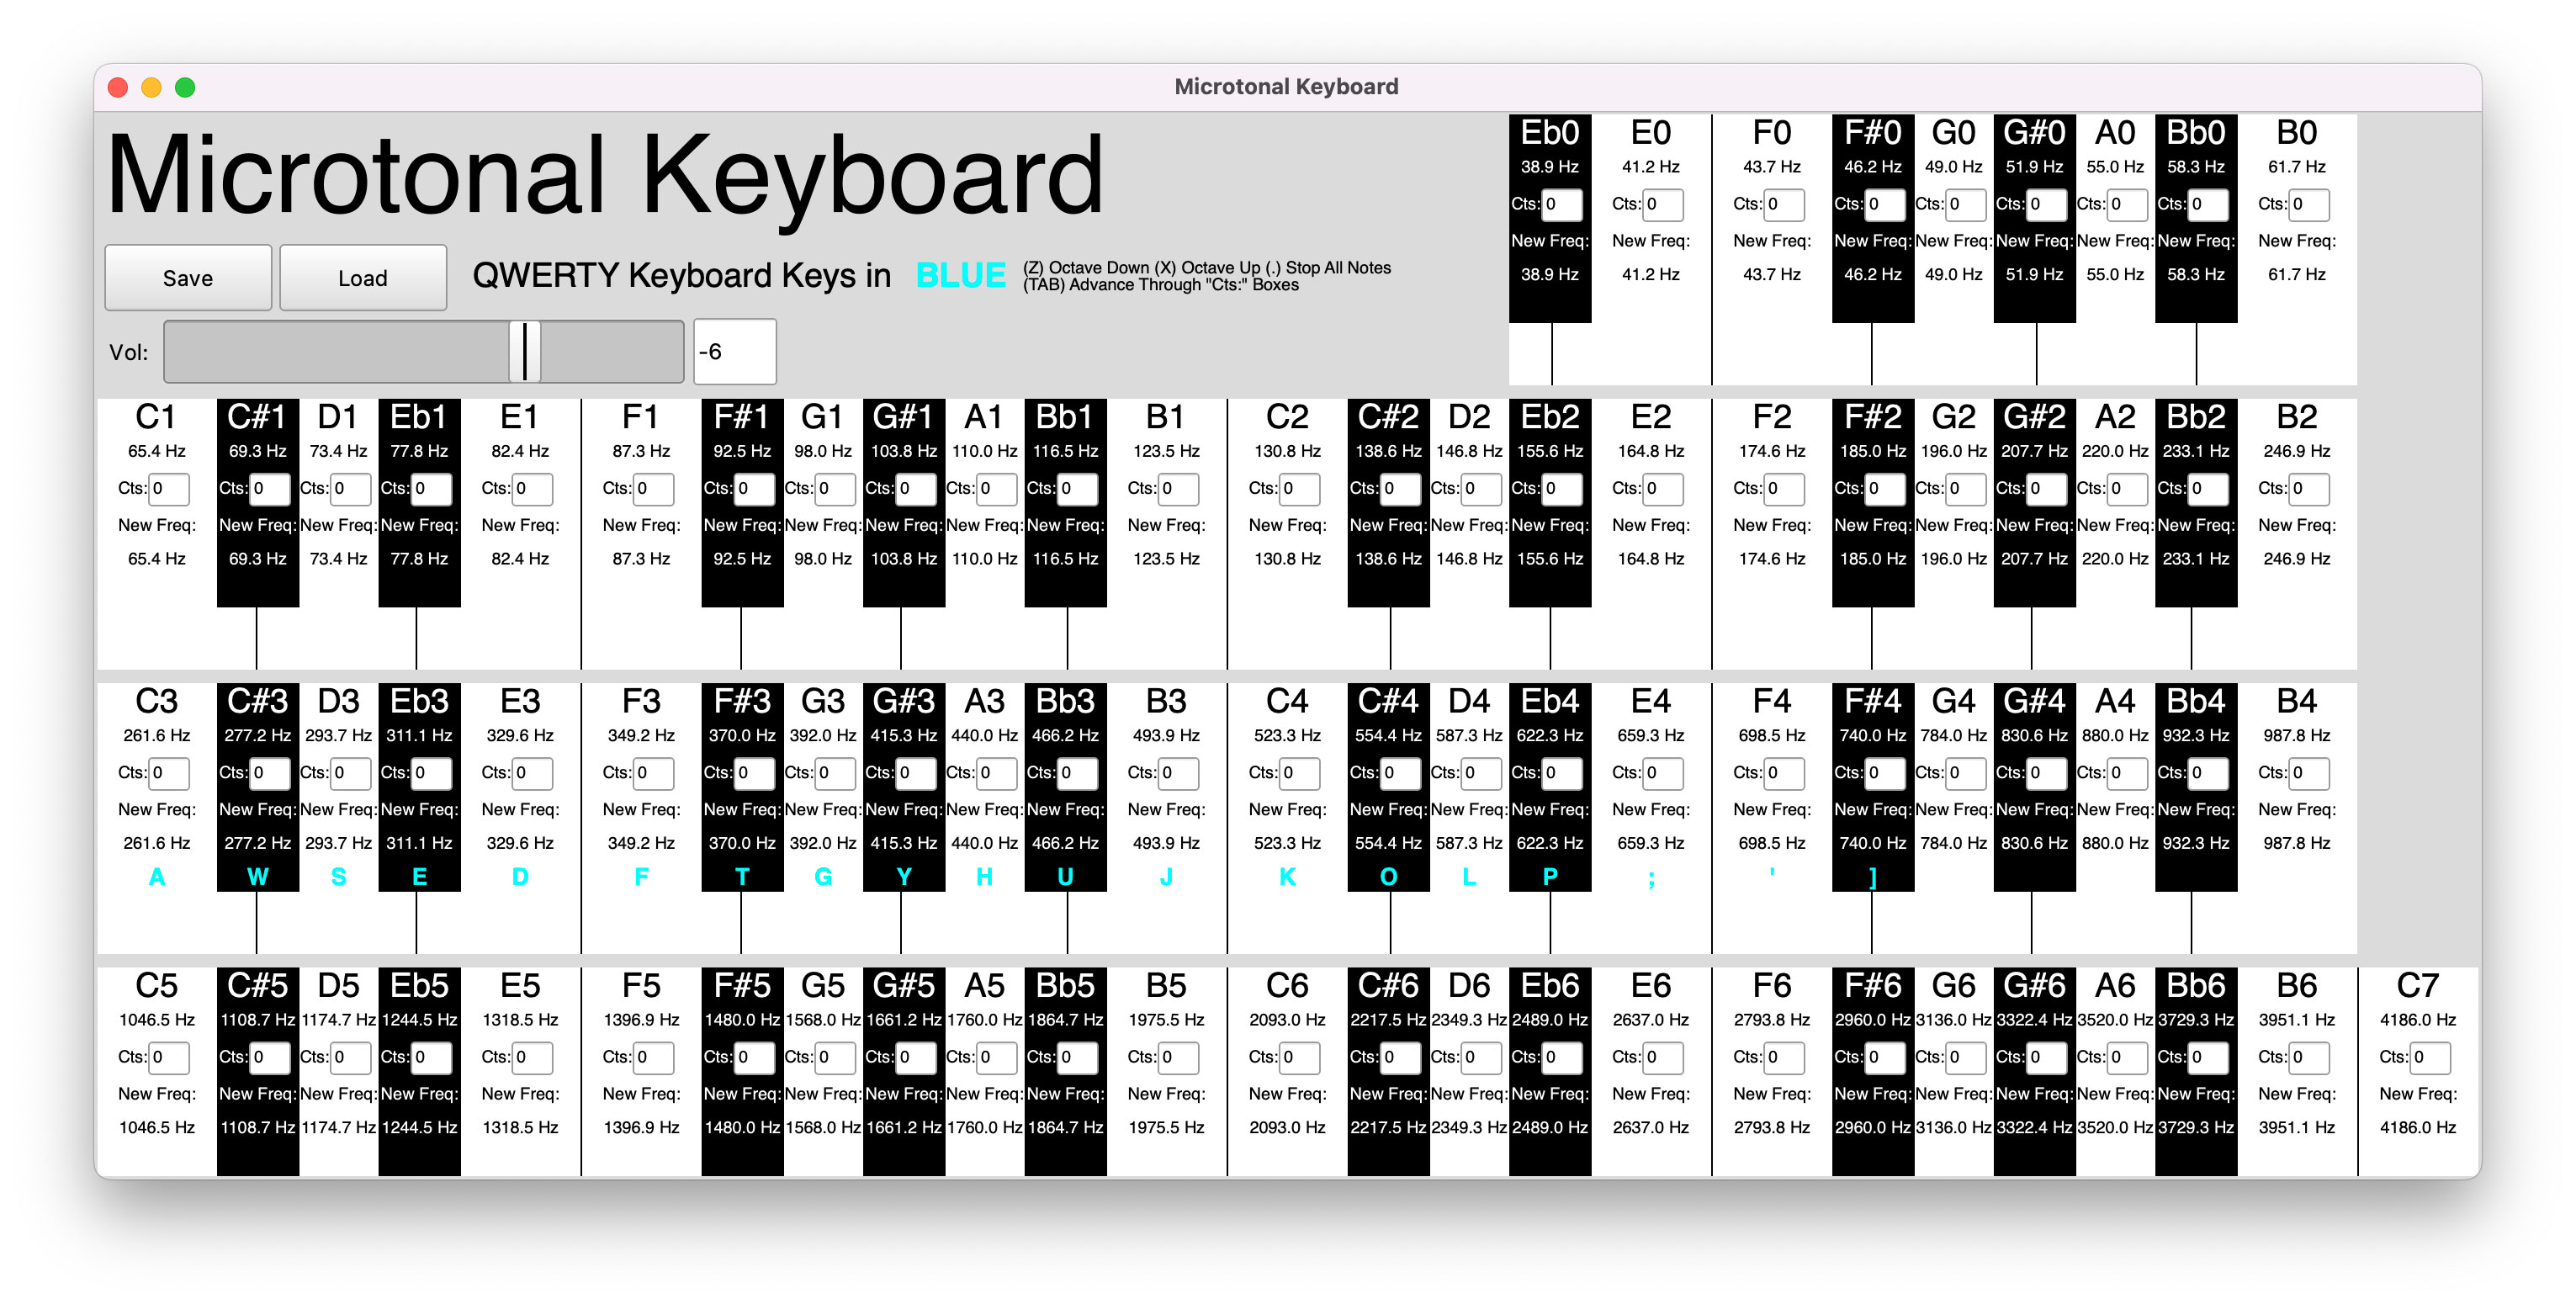 Microtonal Keyboard
Microtonal Keyboard
Save Load QWERTY Keyboard Keys in BLUE (Z) Octave Down (X) Octave Up (.) Stop All Notes
(TAB) Advance Through "Cts:" Boxes
Vol: -6
Eb0 E0 F0 F#0 G0 G#0 A0 Bb0 B0
38.9 Hz 41.2 Hz 43.7 Hz 46.2 Hz 49.0 Hz 51.9 Hz 55.0 Hz 58.3 Hz 61.7 Hz
Cts: 0 Cts: 0 Cts: 0 Cts: 0 Cts: 0 Cts: 0 Cts: 0 Cts: 0 Cts: 0
New Freq: New Freq: New Freq: New Freq: New Freq: New Freq: New Freq: New Freq: New Freq:
38.9 Hz 41.2 Hz 43.7 Hz 46.2 Hz 49.0 Hz 51.9 Hz 55.0 Hz 58.3 Hz 61.7 Hz
C1 C#1 D1 Eb1 E1 F1 F#1 G1 G#1 A1 Bb1 B1 C2 C#2 D2 Eb2 E2 F2 F#2 G2 G#2 A2 Bb2 B2
65.4 Hz 69.3 Hz 73.4 Hz 77.8 Hz 82.4 Hz 87.3 Hz 92.5 Hz 98.0 Hz 103.8 Hz 110.0 Hz 116.5 Hz 123.5 Hz 130.8 Hz 138.6 Hz 146.8 Hz 155.6 Hz 164.8 Hz 174.6 Hz 185.0 Hz 196.0 Hz 207.7 Hz 220.0 Hz 233.1 Hz 246.9 Hz
Cts: 0 Cts: 0 Cts: 0 Cts: 0 Cts: 0 Cts: 0 Cts: 0 Cts: 0 Cts: 0 Cts: 0 Cts: 0 Cts: 0 Cts: 0 Cts: 0 Cts: 0 Cts: 0 Cts: 0 Cts: 0 Cts: 0 Cts: 0 Cts: 0 Cts: 0 Cts: 0 Cts: 0
New Freq: New Freq: New Freq: New Freq: New Freq: New Freq: New Freq: New Freq: New Freq: New Freq: New Freq: New Freq: New Freq: New Freq: New Freq: New Freq: New Freq: New Freq: New Freq: New Freq: New Freq: New Freq: New Freq: New Freq:
65.4 Hz 69.3 Hz 73.4 Hz 77.8 Hz 82.4 Hz 87.3 Hz 92.5 Hz 98.0 Hz 103.8 Hz 110.0 Hz 116.5 Hz 123.5 Hz 130.8 Hz 138.6 Hz 146.8 Hz 155.6 Hz 164.8 Hz 174.6 Hz 185.0 Hz 196.0 Hz 207.7 Hz 220.0 Hz 233.1 Hz 246.9 Hz
C3 C#3 D3 Eb3 E3 F3 F#3 G3 G#3 A3 Bb3 B3 C4 C#4 D4 Eb4 E4 F4 F#4 G4 G#4 A4 Bb4 B4
261.6 Hz 277.2 Hz 293.7 Hz 311.1 Hz 329.6 Hz 349.2 Hz 370.0 Hz 392.0 Hz 415.3 Hz 440.0 Hz 466.2 Hz 493.9 Hz 523.3 Hz 554.4 Hz 587.3 Hz 622.3 Hz 659.3 Hz 698.5 Hz 740.0 Hz 784.0 Hz 830.6 Hz 880.0 Hz 932.3 Hz 987.8 Hz
Cts: 0 Cts: 0 Cts: 0 Cts: 0 Cts: 0 Cts: 0 Cts: 0 Cts: 0 Cts: 0 Cts: 0 Cts: 0 Cts: 0 Cts: 0 Cts: 0 Cts: 0 Cts: 0 Cts: 0 Cts: 0 Cts: 0 Cts: 0 Cts: 0 Cts: 0 Cts: 0 Cts: 0
New Freq: New Freq: New Freq: New Freq: New Freq: New Freq: New Freq: New Freq: New Freq: New Freq: New Freq: New Freq: New Freq: New Freq: New Freq: New Freq: New Freq: New Freq: New Freq: New Freq: New Freq: New Freq: New Freq: New Freq:
261.6 Hz 277.2 Hz 293.7 Hz 311.1 Hz 329.6 Hz 349.2 Hz 370.0 Hz 392.0 Hz 415.3 Hz 440.0 Hz 466.2 Hz 493.9 Hz 523.3 Hz 554.4 Hz 587.3 Hz 622.3 Hz 659.3 Hz 698.5 Hz 740.0 Hz 784.0 Hz 830.6 Hz 880.0 Hz 932.3 Hz 987.8 Hz
A W S E D F T G Y H U J K O L P ; ' ]
C5 C#5 D5 Eb5 E5 F5 F#5 G5 G#5 A5 Bb5 B5 C6 C#6 D6 Eb6 E6 F6 F#6 G6 G#6 A6 Bb6 B6 C7
1046.5 Hz 1108.7 Hz 1174.7 Hz 1244.5 Hz 1318.5 Hz 1396.9 Hz 1480.0 Hz 1568.0 Hz 1661.2 Hz 1760.0 Hz 1864.7 Hz 1975.5 Hz 2093.0 Hz 2217.5 Hz 2349.3 Hz 2489.0 Hz 2637.0 Hz 2793.8 Hz 2960.0 Hz 3136.0 Hz 3322.4 Hz 3520.0 Hz 3729.3 Hz 3951.1 Hz 4186.0 Hz
Cts: 0 Cts: 0 Cts: 0 Cts: 0 Cts: 0 Cts: 0 Cts: 0 Cts: 0 Cts: 0 Cts: 0 Cts: 0 Cts: 0 Cts: 0 Cts: 0 Cts: 0 Cts: 0 Cts: 0 Cts: 0 Cts: 0 Cts: 0 Cts: 0 Cts: 0 Cts: 0 Cts: 0 Cts: 0
New Freq: New Freq: New Freq: New Freq: New Freq: New Freq: New Freq: New Freq: New Freq: New Freq: New Freq: New Freq: New Freq: New Freq: New Freq: New Freq: New Freq: New Freq: New Freq: New Freq: New Freq: New Freq: New Freq: New Freq: New Freq:
1046.5 Hz 1108.7 Hz 1174.7 Hz 1244.5 Hz 1318.5 Hz 1396.9 Hz 1480.0 Hz 1568.0 Hz 1661.2 Hz 1760.0 Hz 1864.7 Hz 1975.5 Hz 2093.0 Hz 2217.5 Hz 2349.3 Hz 2489.0 Hz 2637.0 Hz 2793.8 Hz 2960.0 Hz 3136.0 Hz 3322.4 Hz 3520.0 Hz 3729.3 Hz 3951.1 Hz 4186.0 Hz